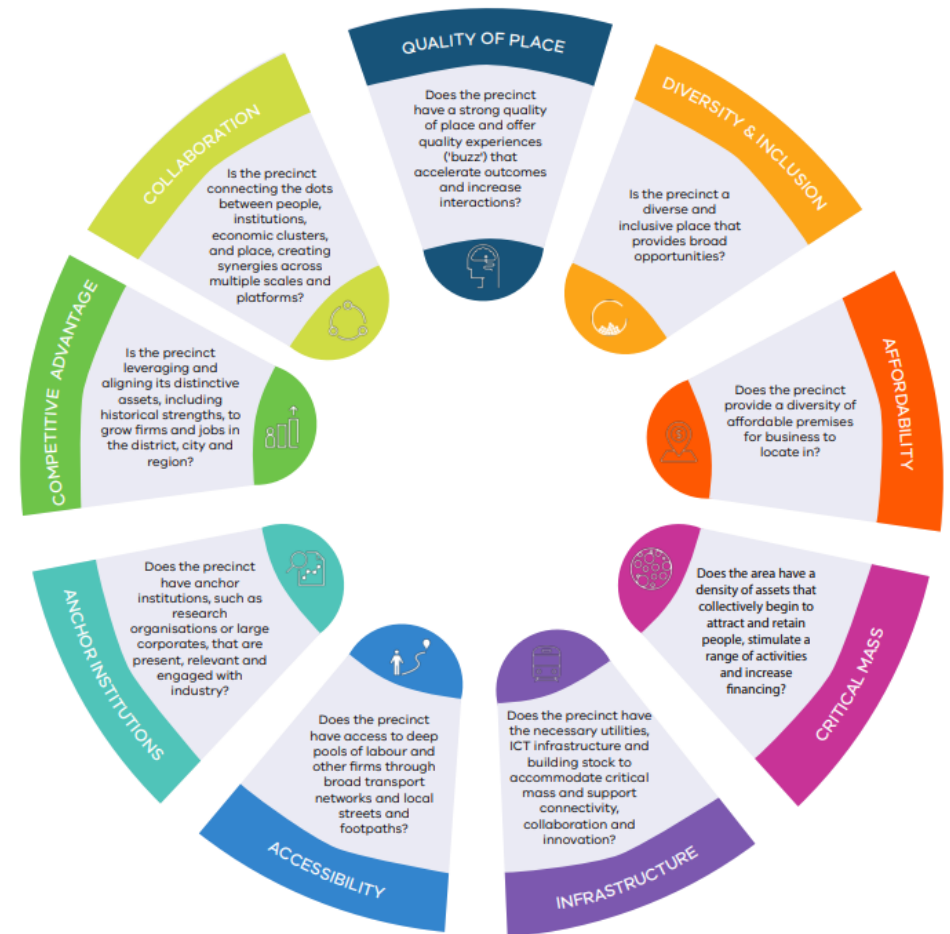 QUALITY OF PLACE
Does the precinct
have a strong quality
of place and offer
quality experiences
('buzz') that
accelerate outcomes
and increase
interactions?
DIVERSITY & INCLUSION
Is the precinct a
diverse and
inclusive place that
provides broad
opportunities?
AFFORDABILITY
Does the precinct
provide a diversity of
affordable premises
for business to
locate in?
CRITICAL MASS
Does the area have a
density of assets that
collectively begin to
attract and retain
people, stimulate a
range of activities
and increase
financing?
INFRASTRUCTURE
Does the precinct have
the necessary utilities,
ICT infrastructure and
building stock to
accommodate critical
mass and support
connectivity,
collaboration and
innovation?
ACCESSIBILITY
Does the precinct
have access to deep
pools of labour and
other firms through
broad transport
networks and local
streets and
footpaths?
ANCHOR INSTITUTIONS
Does the precinct
have anchor
institutions, such as
research
organisations or large
corporates, that are
present, relevant and
engaged with
industry?
COMPETITIVE ADVANTAGE
Is the precinct
leveraging and
aligning its distinctive
assets, including
historical strengths, to
grow firms and jobs in
the district, city and
region?
COLLABORATION
Is the precinct
connecting the dots
between people,
institutions,
economic clusters,
and place, creating
synergies across
multiple scales and
platforms?